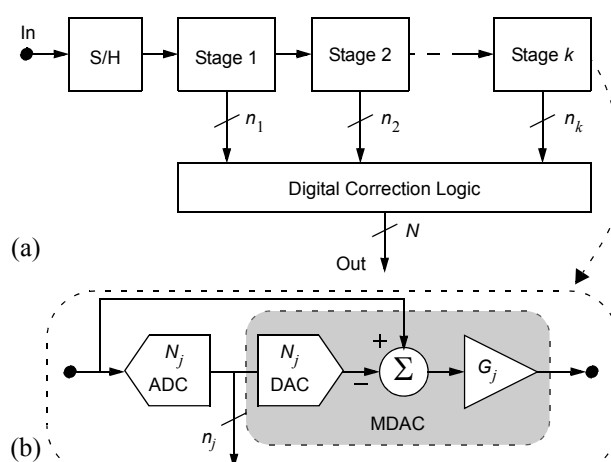 In
S/H
Stage 1
Stage 2
Stage k
n1
n2
nk
Digital Correction Logic
N
(a)
Out
Nj
ADC
Nj
DAC
+
Σ
−
Gj
MDAC
nj
(b)